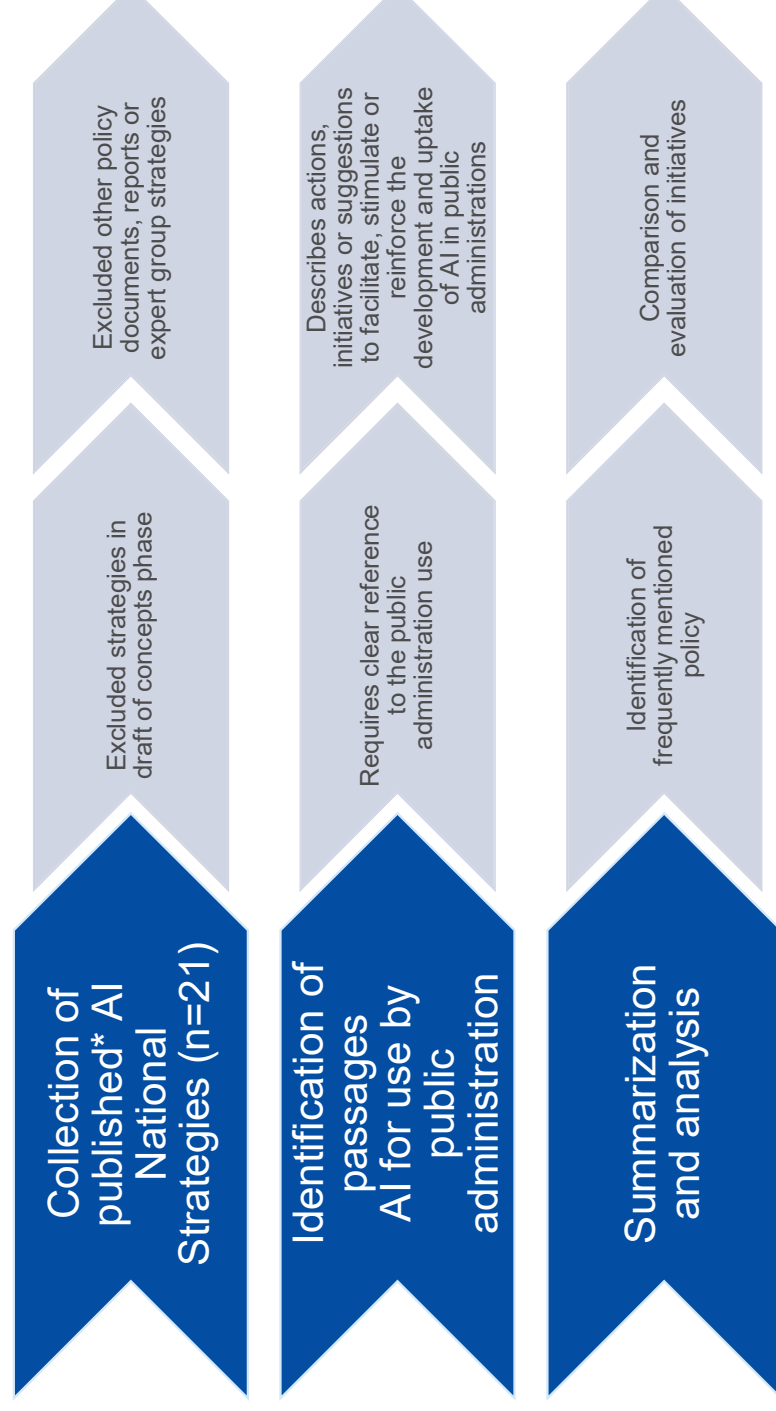 Collection of
published* AI
National
Strategies (n=21)
Excluded strategies in
draft of concepts phase
Excluded other policy
documents, reports or
expert group strategies
Identification of
passages
AI for use by
public
administration
Requires clear reference
to the public
administration use
Describes actions,
initiatives or suggestions
to facilitate, stimulate or
reinforce the
development and uptake
of AI in public
administrations
Summarization
and analysis
Identification of
frequently mentioned
policy
Comparison and
evaluation of initiatives